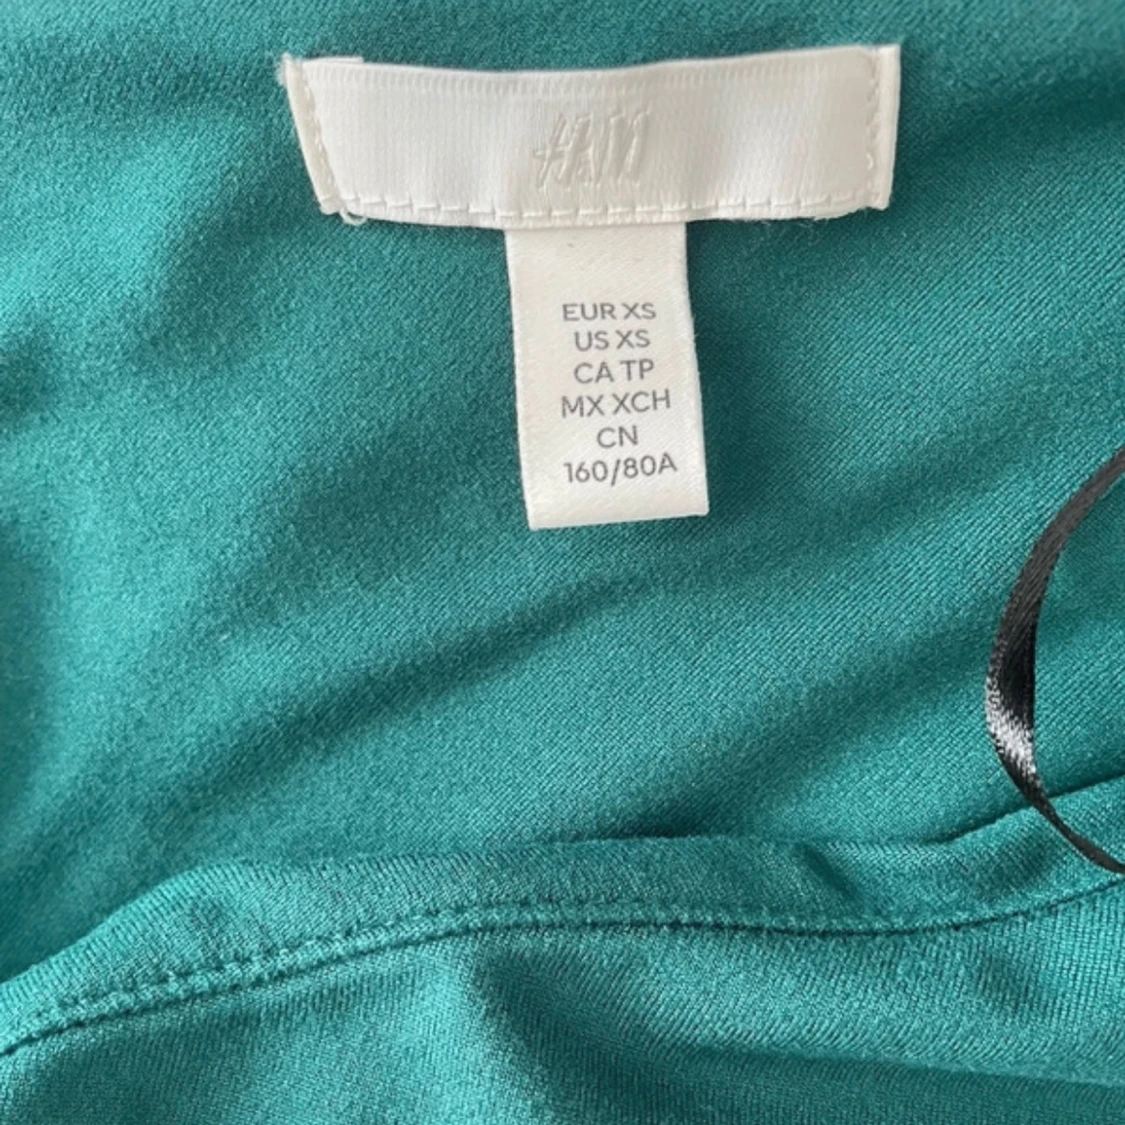 H&M
EUR XS
US XS
CA TP
MX XCH
CN
160/80A